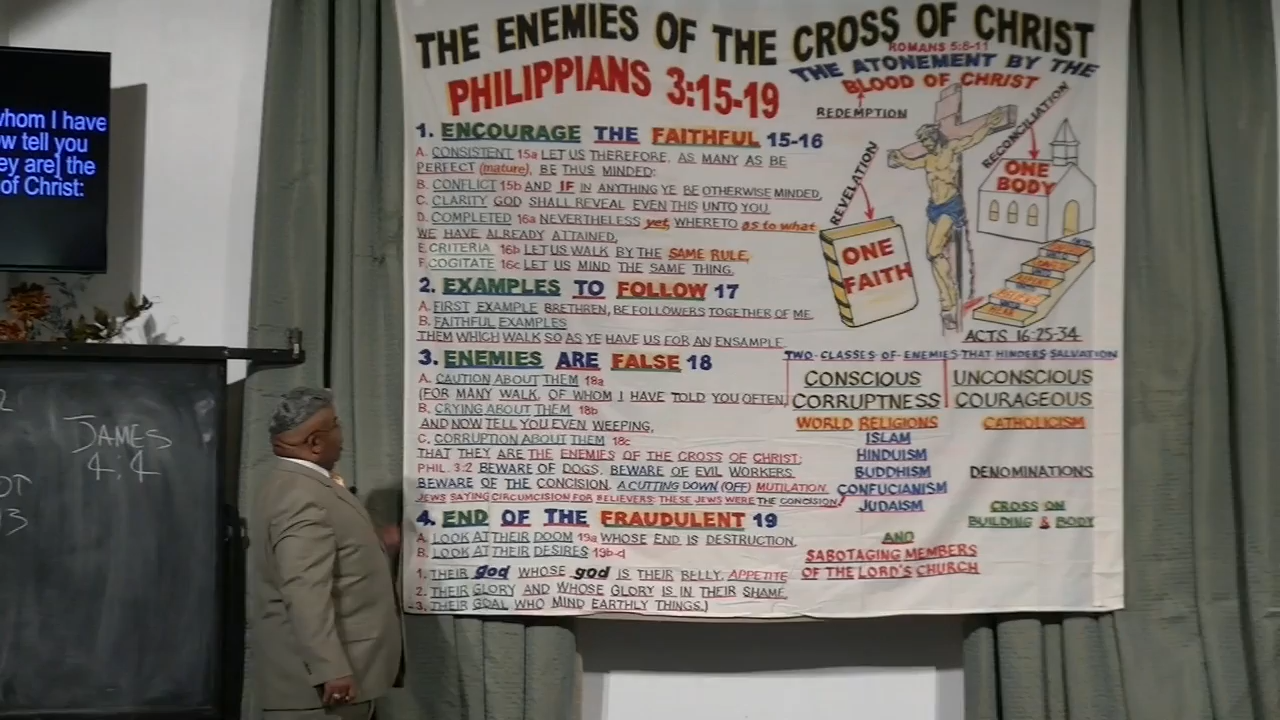 whom I have
ow tell you
ey are] the
of Christ:
2
JAMES
4:4
OT
13
THE ENEMIES OF THE CROSS OF CHRIST
PHILIPPIANS 3:15-19
ROMANS 5:8-11
THE ATONEMENT BY THE
BLOOD OF CHRIST
REDEMPTION
REVELATION
RECONCILIATION
ONE
FAITH
ONE
BODY
ACTS 16:25-34
1. ENCOURAGE THE FAITHFUL 15-16
A. CONSISTENT 15a LET US THEREFORE, AS MANY AS BE
PERFECT (mature), BE THUS MINDED:
B. CONFLICT 15b AND IF IN ANYTHING YE BE OTHERWISE MINDED,
C. CLARITY GOD SHALL REVEAL EVEN THIS UNTO YOU
D. COMPLETED 16a NEVERTHELESS yet, WHERETO as to what
WE HAVE ALREADY ATTAINED,
E. CRITERIA 16b LET US WALK BY THE SAME RULE,
F. COGITATE 16c LET US MIND THE SAME THING.
2. EXAMPLES TO FOLLOW 17
A. FIRST EXAMPLE BRETHREN, BE FOLLOWERS TOGETHER OF ME,
B. FAITHFUL EXAMPLES
THEM WHICH WALK SO AS YE HAVE US FOR AN ENSAMPLE
3. ENEMIES ARE FALSE 18
A. CAUTION ABOUT THEM 18a
(FOR MANY WALK, OF WHOM I HAVE TOLD YOU OFTEN,
B. CRYING ABOUT THEM 18b
AND NOW TELL YOU EVEN WEEPING,
C. CORRUPTION ABOUT THEM 18c
THAT THEY ARE THE ENEMIES OF THE CROSS OF CHRIST:
PHIL. 3:2 BEWARE OF DOGS, BEWARE OF EVIL WORKERS,
BEWARE OF THE CONCISION. A CUTTING DOWN (OFF) MUTILATION.
JEWS SAYING CIRCUMCISION FOR BELIEVERS: THESE JEWS WERE THE CONCISION
4. END OF THE FRAUDULENT 19
A. LOOK AT THEIR DOOM 19a WHOSE END IS DESTRUCTION,
B. LOOK AT THEIR DESIRES 19b-d
1. THEIR god WHOSE god IS THEIR BELLY, APPETITE
2. THEIR GLORY AND WHOSE GLORY IS IN THEIR SHAME,
3. THEIR GOAL WHO MIND EARTHLY THINGS.)
TWO CLASSES OF ENEMIES THAT HINDERS SALVATION
CONSCIOUS
CORRUPTNESS
WORLD RELIGIONS
ISLAM
HINDUISM
BUDDHISM
CONFUCIANISM
JUDAISM
AND
SABOTAGING MEMBERS
OF THE LORD'S CHURCH
UNCONSCIOUS
COURAGEOUS
CATHOLICISM
DENOMINATIONS
CROSS ON
BUILDING & BODY